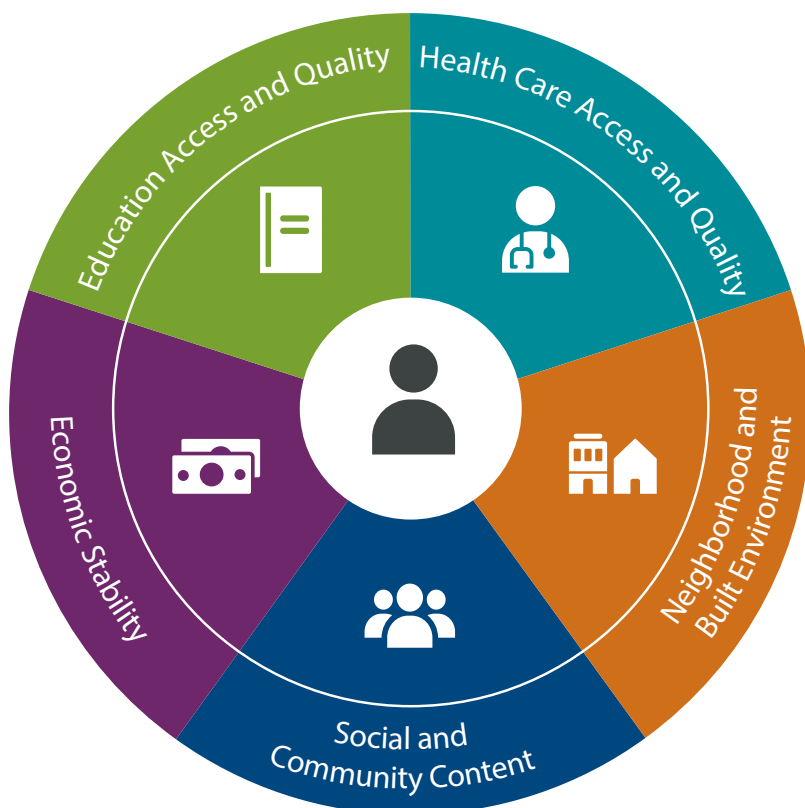 Education Access and Quality
Health Care Access and Quality
Neighborhood and
Built Environment
Social and
Community Content
Economic Stability